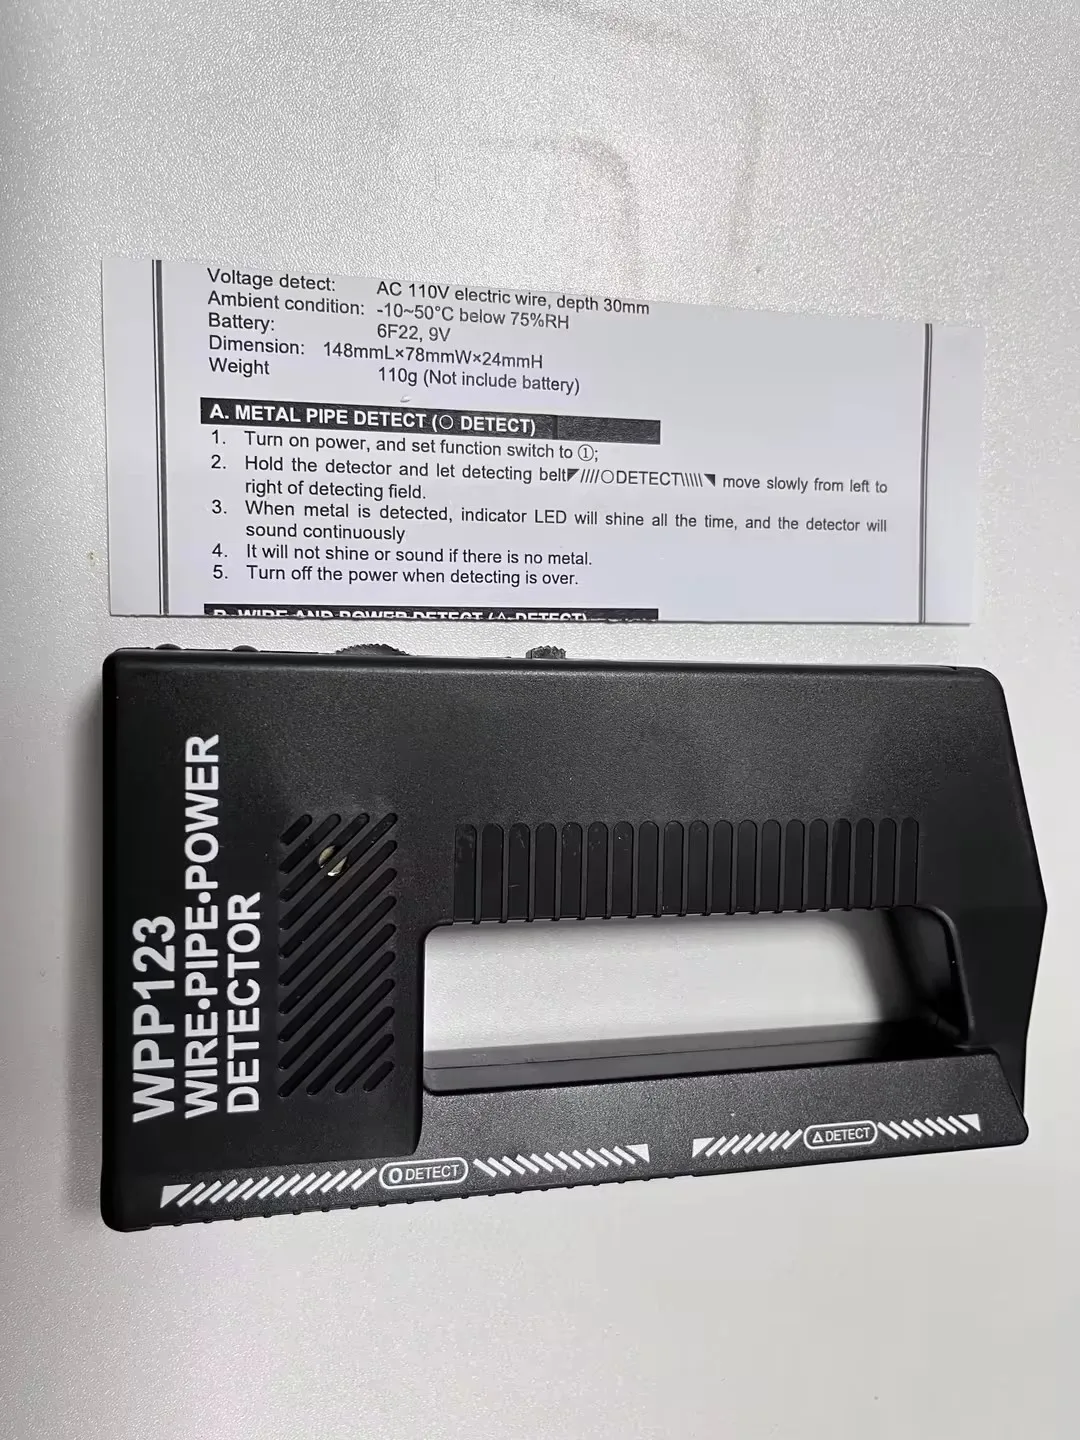 Voltage detect: AC 110V electric wire, depth 30mm
Ambient condition: -10~50°C below 75%RH
Battery: 6F22, 9V
Dimension: 148mmL×78mmW×24mmH
Weight 110g (Not include battery)
A. METAL PIPE DETECT (○ DETECT)
1. Turn on power, and set function switch to ①;
2. Hold the detector and let detecting belt◤////○DETECT\\\\\◥ move slowly from left to
right of detecting field.
3. When metal is detected, indicator LED will shine all the time, and the detector will
sound continuously
4. It will not shine or sound if there is no metal.
5. Turn off the power when detecting is over.
B. WIRE AND POWER DETECT (△ DETECT)
WPP123
WIRE•PIPE•POWER
DETECTOR
○ DETECT
△ DETECT